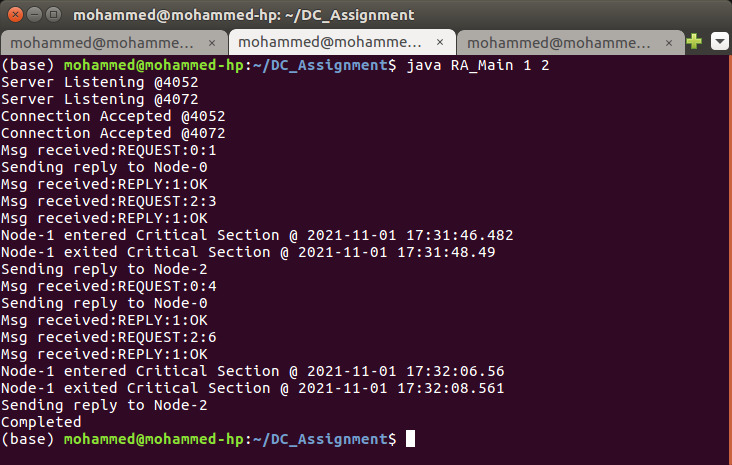 mohammed@mohammed-hp: ~/DC_Assignment
mohammed@mohamme... × mohammed@mohamme... × mohammed@mohamme... ×
(base) mohammed@mohammed-hp:~/DC_Assignment$ java RA_Main 1 2
Server Listening @4052
Server Listening @4072
Connection Accepted @4052
Connection Accepted @4072
Msg received:REQUEST:0:1
Sending reply to Node-0
Msg received:REPLY:1:OK
Msg received:REQUEST:2:3
Msg received:REPLY:1:OK
Node-1 entered Critical Section @ 2021-11-01 17:31:46.482
Node-1 exited Critical Section @ 2021-11-01 17:31:48.49
Sending reply to Node-2
Msg received:REQUEST:0:4
Sending reply to Node-0
Msg received:REPLY:1:OK
Msg received:REQUEST:2:6
Msg received:REPLY:1:OK
Node-1 entered Critical Section @ 2021-11-01 17:32:06.56
Node-1 exited Critical Section @ 2021-11-01 17:32:08.561
Sending reply to Node-2
Completed
(base) mohammed@mohammed-hp:~/DC_Assignment$